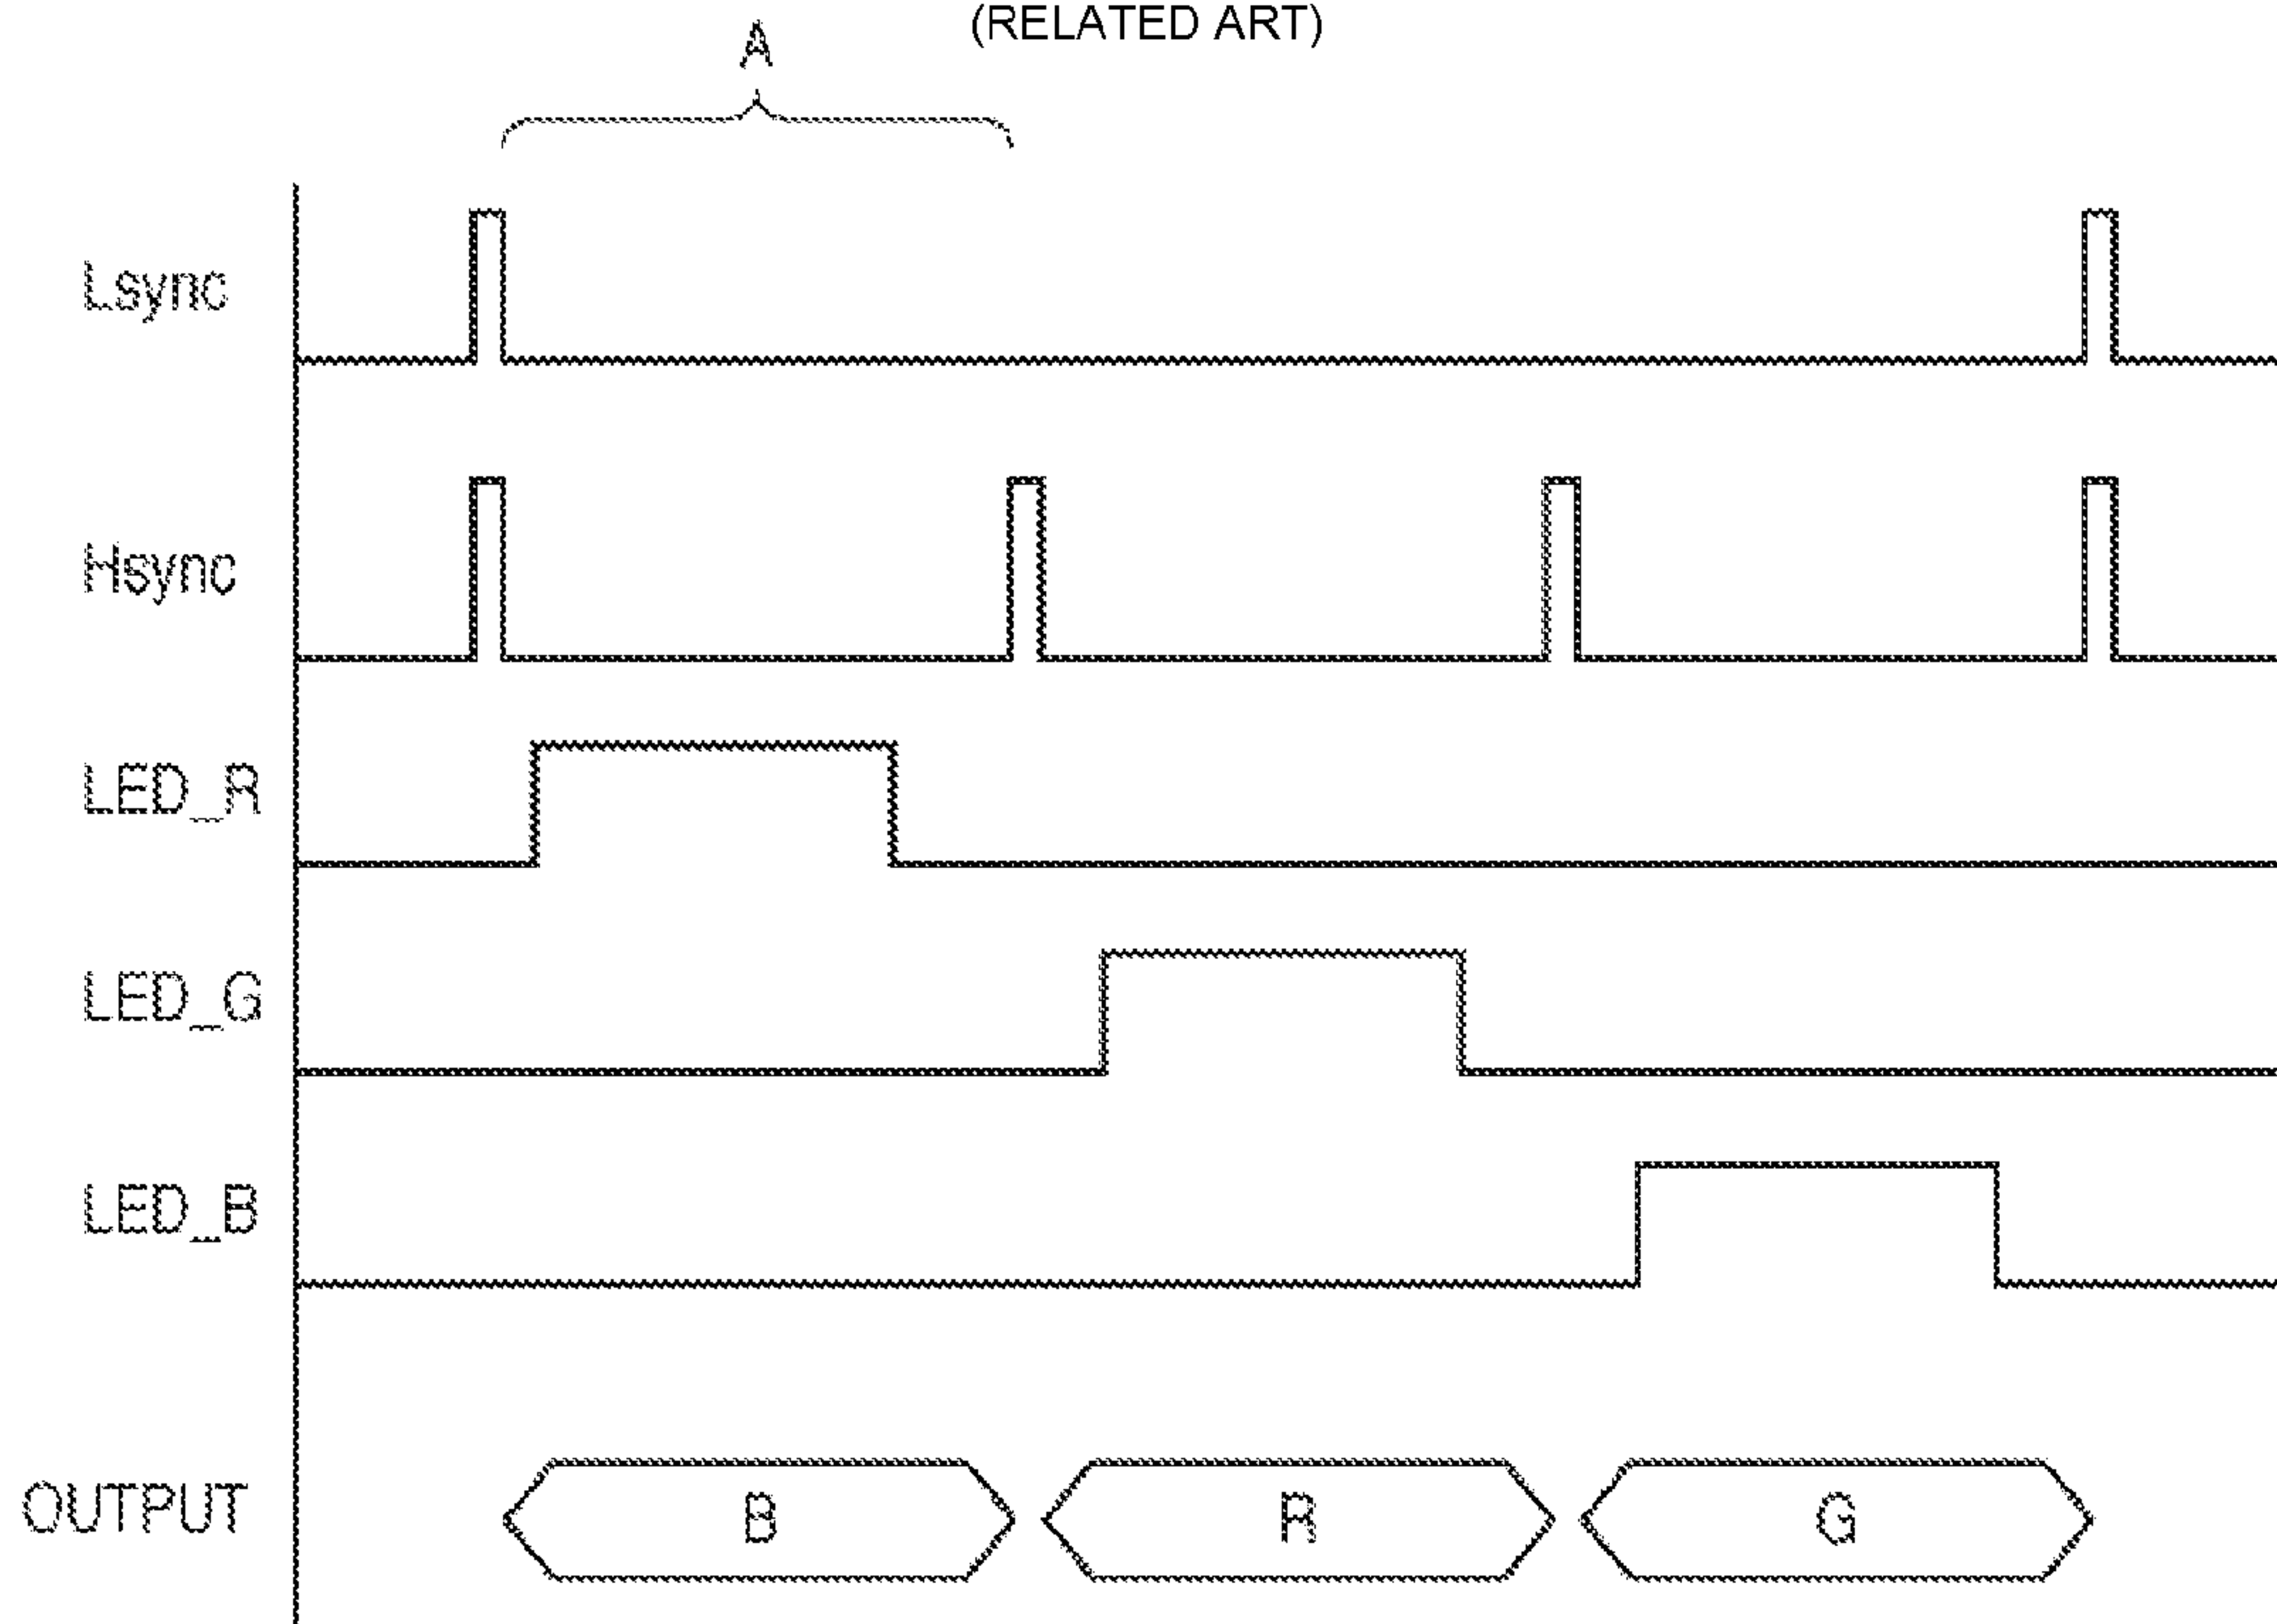 (RELATED ART)
A
Lsync
Hsync
LED_R
LED_G
LED_B
OUTPUT B R G